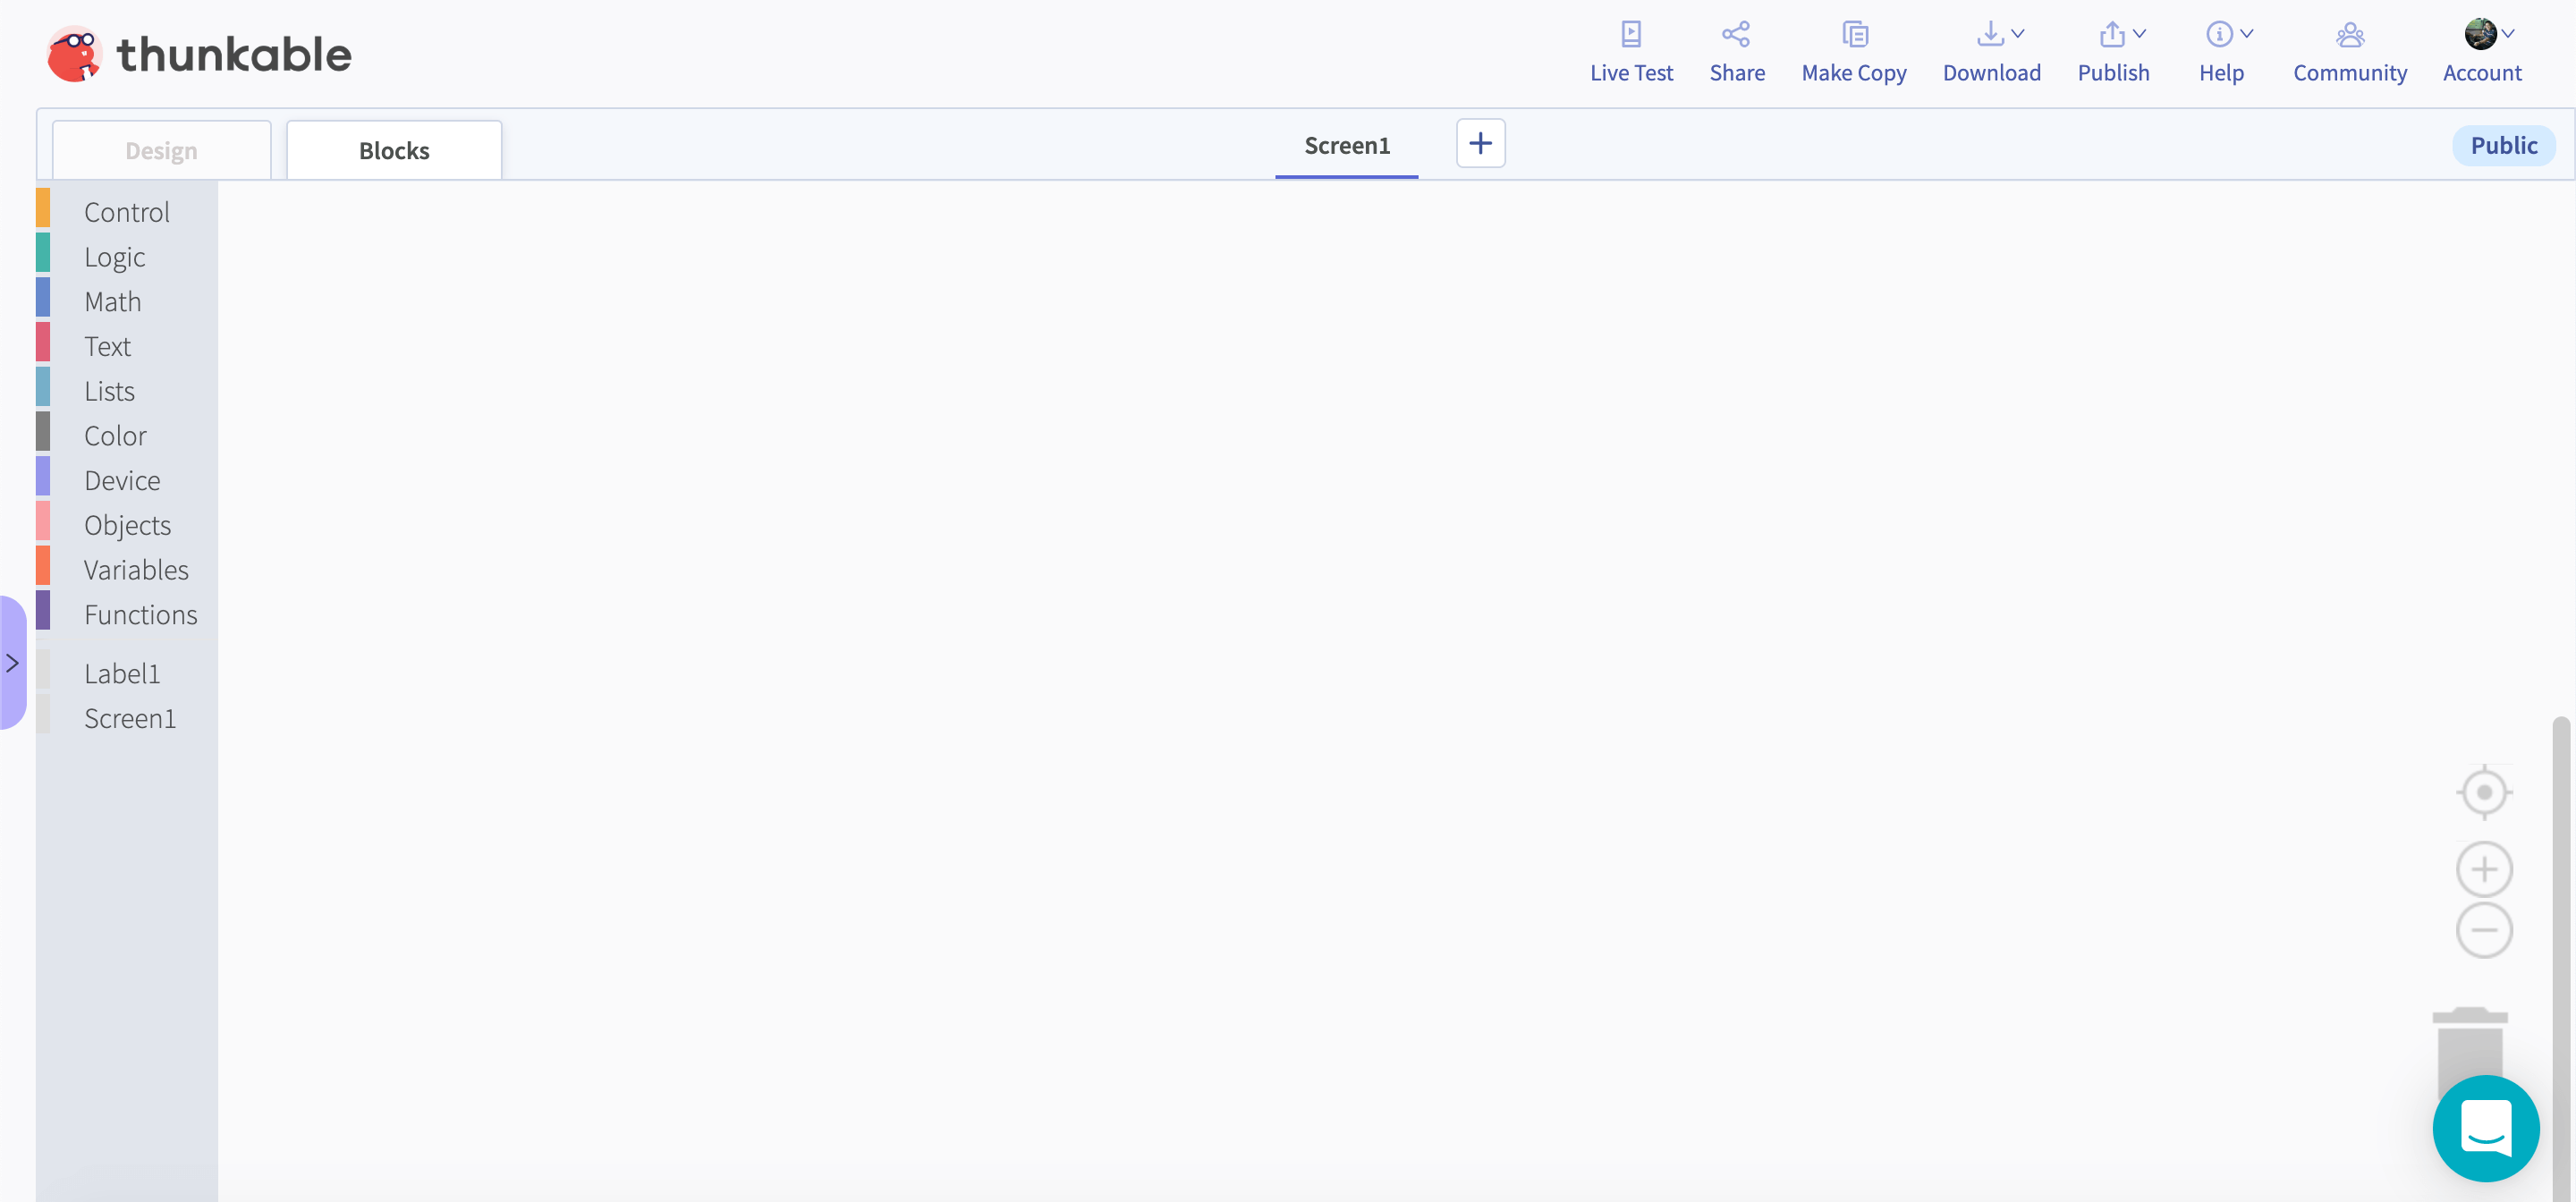 thunkable
Live Test
Share
Make Copy
Download
Publish
Help
Community
Account
Design
Blocks
Screen1
Public
Control
Logic
Math
Text
Lists
Color
Device
Objects
Variables
Functions
Label1
Screen1